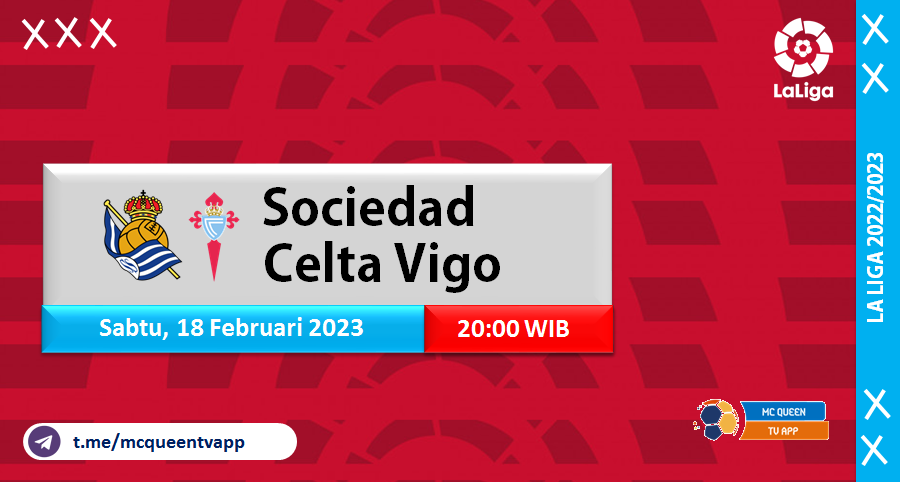 LaLiga
LA LIGA 2022/2023
Sociedad
Celta Vigo
Sabtu, 18 Februari 2023
20:00 WIB
t.me/mcqueentvapp
MC QUEEN
TV APP